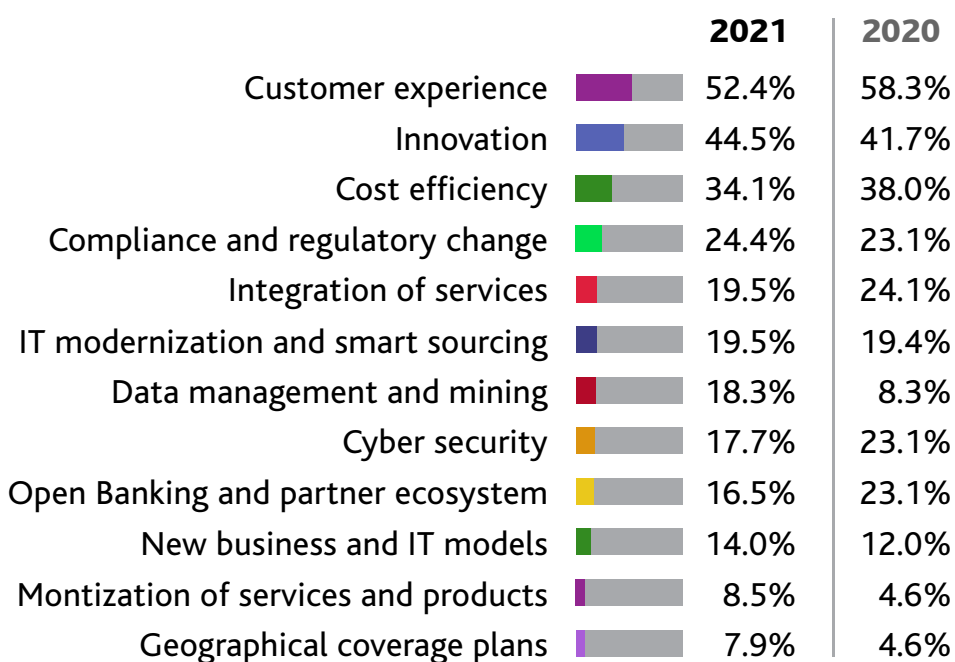 2021 2020
Customer experience 52.4% 58.3%
Innovation 44.5% 41.7%
Cost efficiency 34.1% 38.0%
Compliance and regulatory change 24.4% 23.1%
Integration of services 19.5% 24.1%
IT modernization and smart sourcing 19.5% 19.4%
Data management and mining 18.3% 8.3%
Cyber security 17.7% 23.1%
Open Banking and partner ecosystem 16.5% 23.1%
New business and IT models 14.0% 12.0%
Montization of services and products 8.5% 4.6%
Geographical coverage plans 7.9% 4.6%